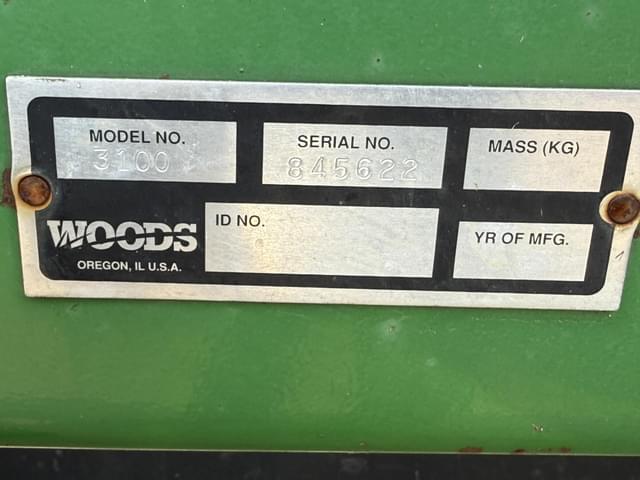 MODEL NO. SERIAL NO. MASS (KG)
3100 845622
WOODS ID NO. YR OF MFG.
OREGON, IL U.S.A.